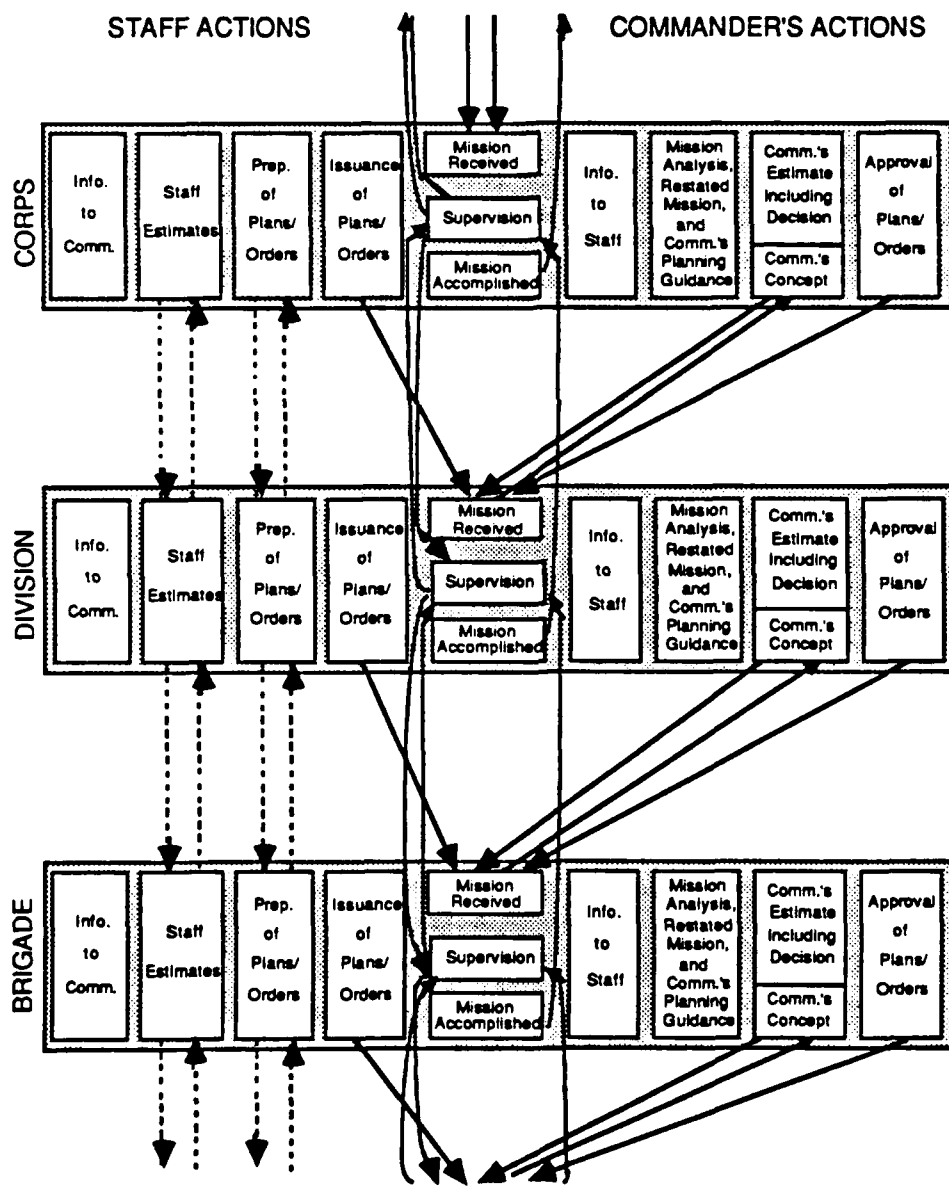 STAFF ACTIONS
COMMANDER'S ACTIONS
CORPS
Info.
to
Comm.
Staff
Estimates
Prep.
of
Plans/
Orders
Issuance
of
Plans/
Orders
Mission
Received
Supervision
Mission
Accomplished
Info.
to
Staff
Mission
Analysis,
Restated
Mission,
and
Comm.'s
Planning
Guidance
Comm.'s
Estimate
Including
Decision
Comm.'s
Concept
Approval
of
Plans/
Orders
DIVISION
Info.
to
Comm.
Staff
Estimates
Prep.
of
Plans/
Orders
Issuance
of
Plans/
Orders
Mission
Received
Supervision
Mission
Accomplished
Info.
to
Staff
Mission
Analysis,
Restated
Mission,
and
Comm.'s
Planning
Guidance
Comm.'s
Estimate
Including
Decision
Comm.'s
Concept
Approval
of
Plans/
Orders
BRIGADE
Info.
to
Comm.
Staff
Estimates
Prep.
of
Plans/
Orders
Issuance
of
Plans/
Orders
Mission
Received
Supervision
Mission
Accomplished
Info.
to
Staff
Mission
Analysis,
Restated
Mission,
and
Comm.'s
Planning
Guidance
Comm.'s
Estimate
Including
Decision
Comm.'s
Concept
Approval
of
Plans/
Orders